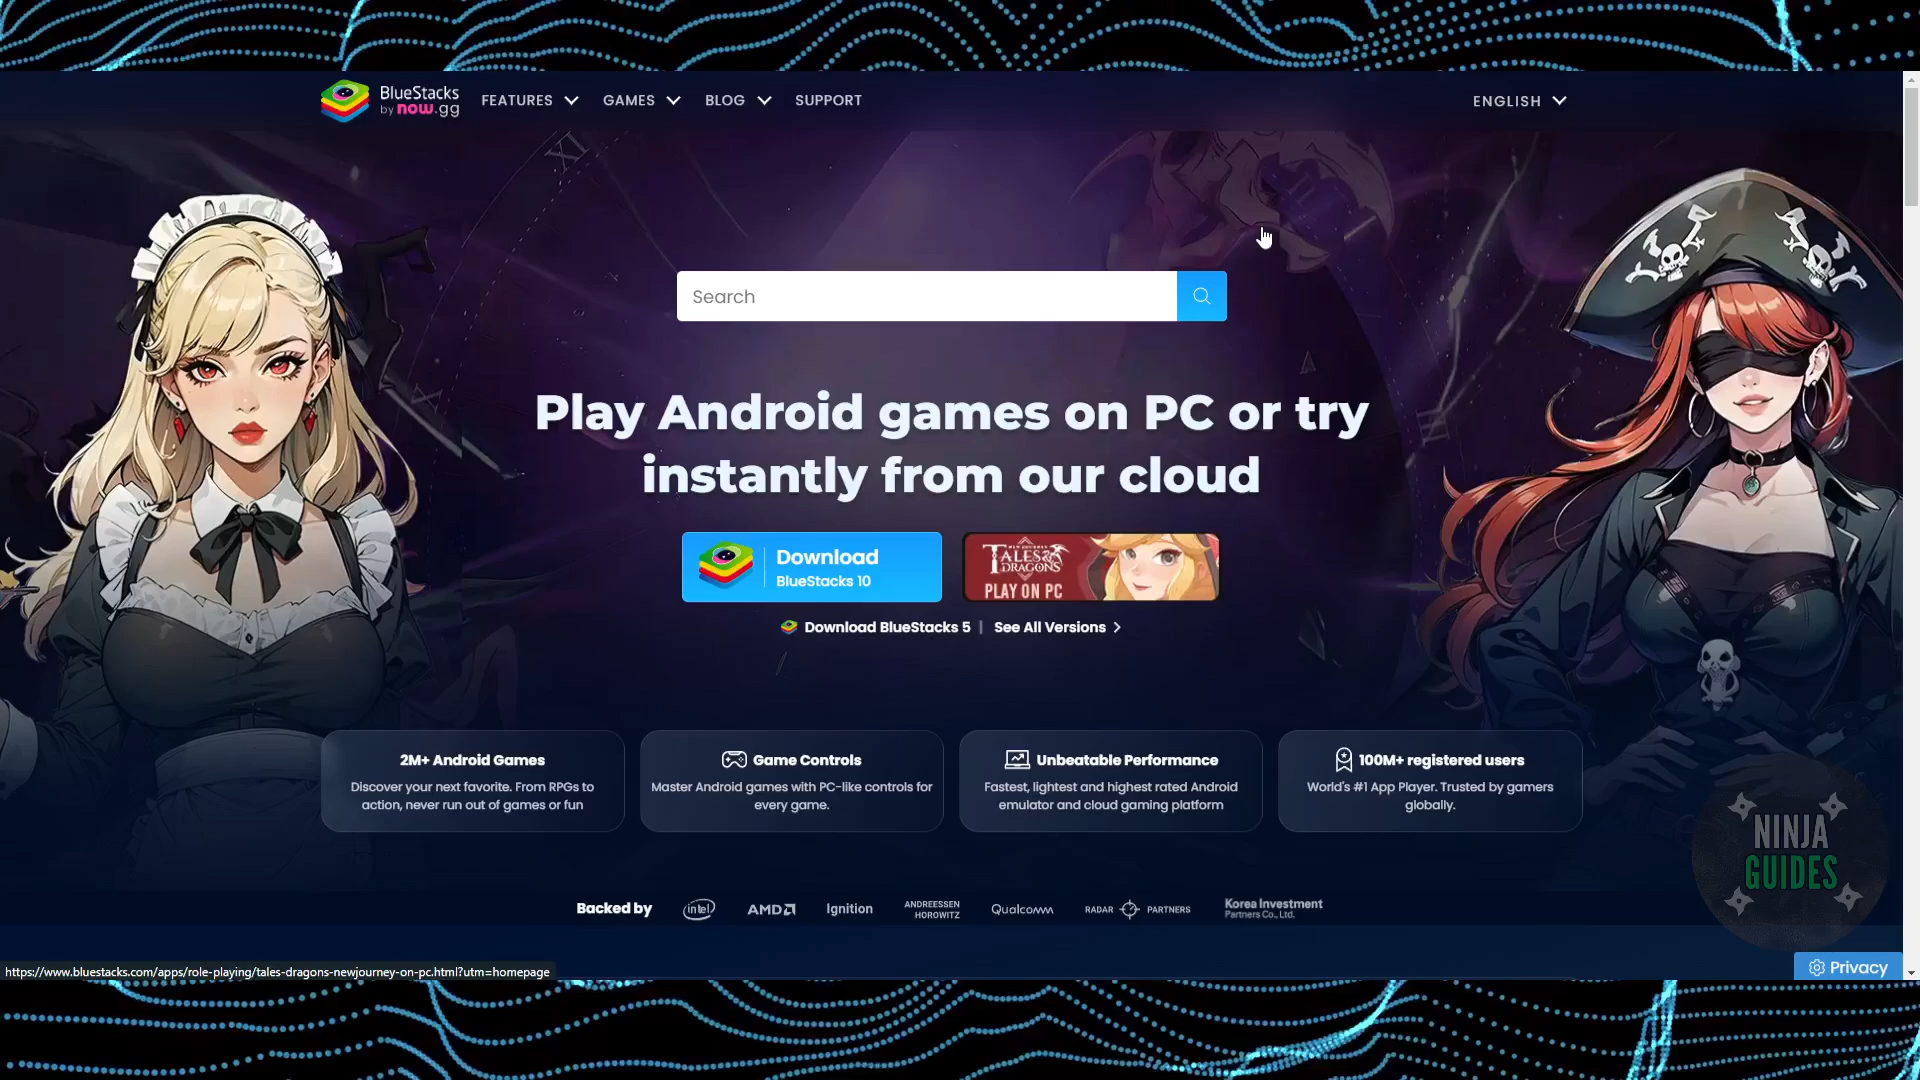 BlueStacks
by now.gg
FEATURES
GAMES
BLOG
SUPPORT
ENGLISH
XI
Search
Play Android games on PC or try
instantly from our cloud
Download
BlueStacks 10
NEW JOURNEY
TALES&
DRAGONS
PLAY ON PC
Download BlueStacks 5 | See All Versions
2M+ Android Games
Discover your next favorite. From RPGs to
action, never run out of games or fun
Game Controls
Master Android games with PC-like controls for
every game.
Unbeatable Performance
Fastest, lightest and highest rated Android
emulator and cloud gaming platform
100M+ registered users
World's #1 App Player. Trusted by gamers
globally.
NINJA
GUIDES
Backed by
intel
AMD
Ignition
ANDREESSEN
HOROWITZ
Qualcomm
RADAR PARTNERS
Korea Investment
Partners Co., Ltd.
https://www.bluestacks.com/apps/role-playing/tales-dragons-newjourney-on-pc.html?utm=homepage
Privacy